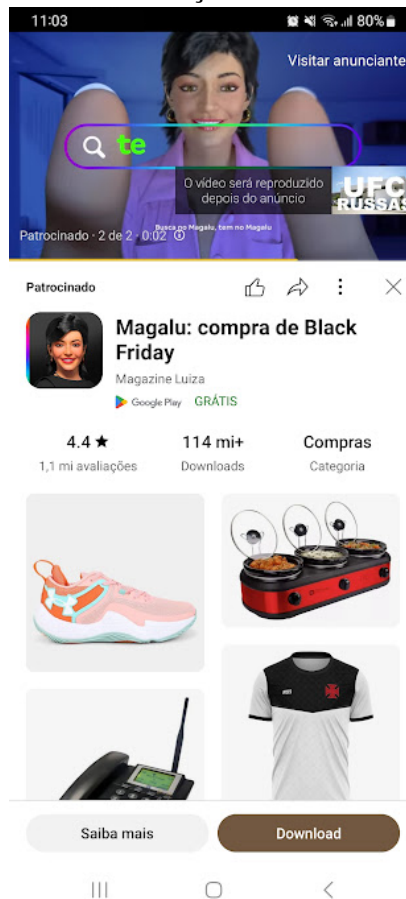 11:03
80%
Visitar anunciante
te
O vídeo será reproduzido
depois do anúncio
UFC
RUSSAS
Busca no Magalu, tem no Magalu
Patrocinado · 2 de 2 · 0:02
Patrocinado
Magalu: compra de Black
Friday
Magazine Luiza
Google Play GRÁTIS
4.4 ★ 114 mi+ Compras
1,1 mi avaliações Downloads Categoria
Saiba mais Download